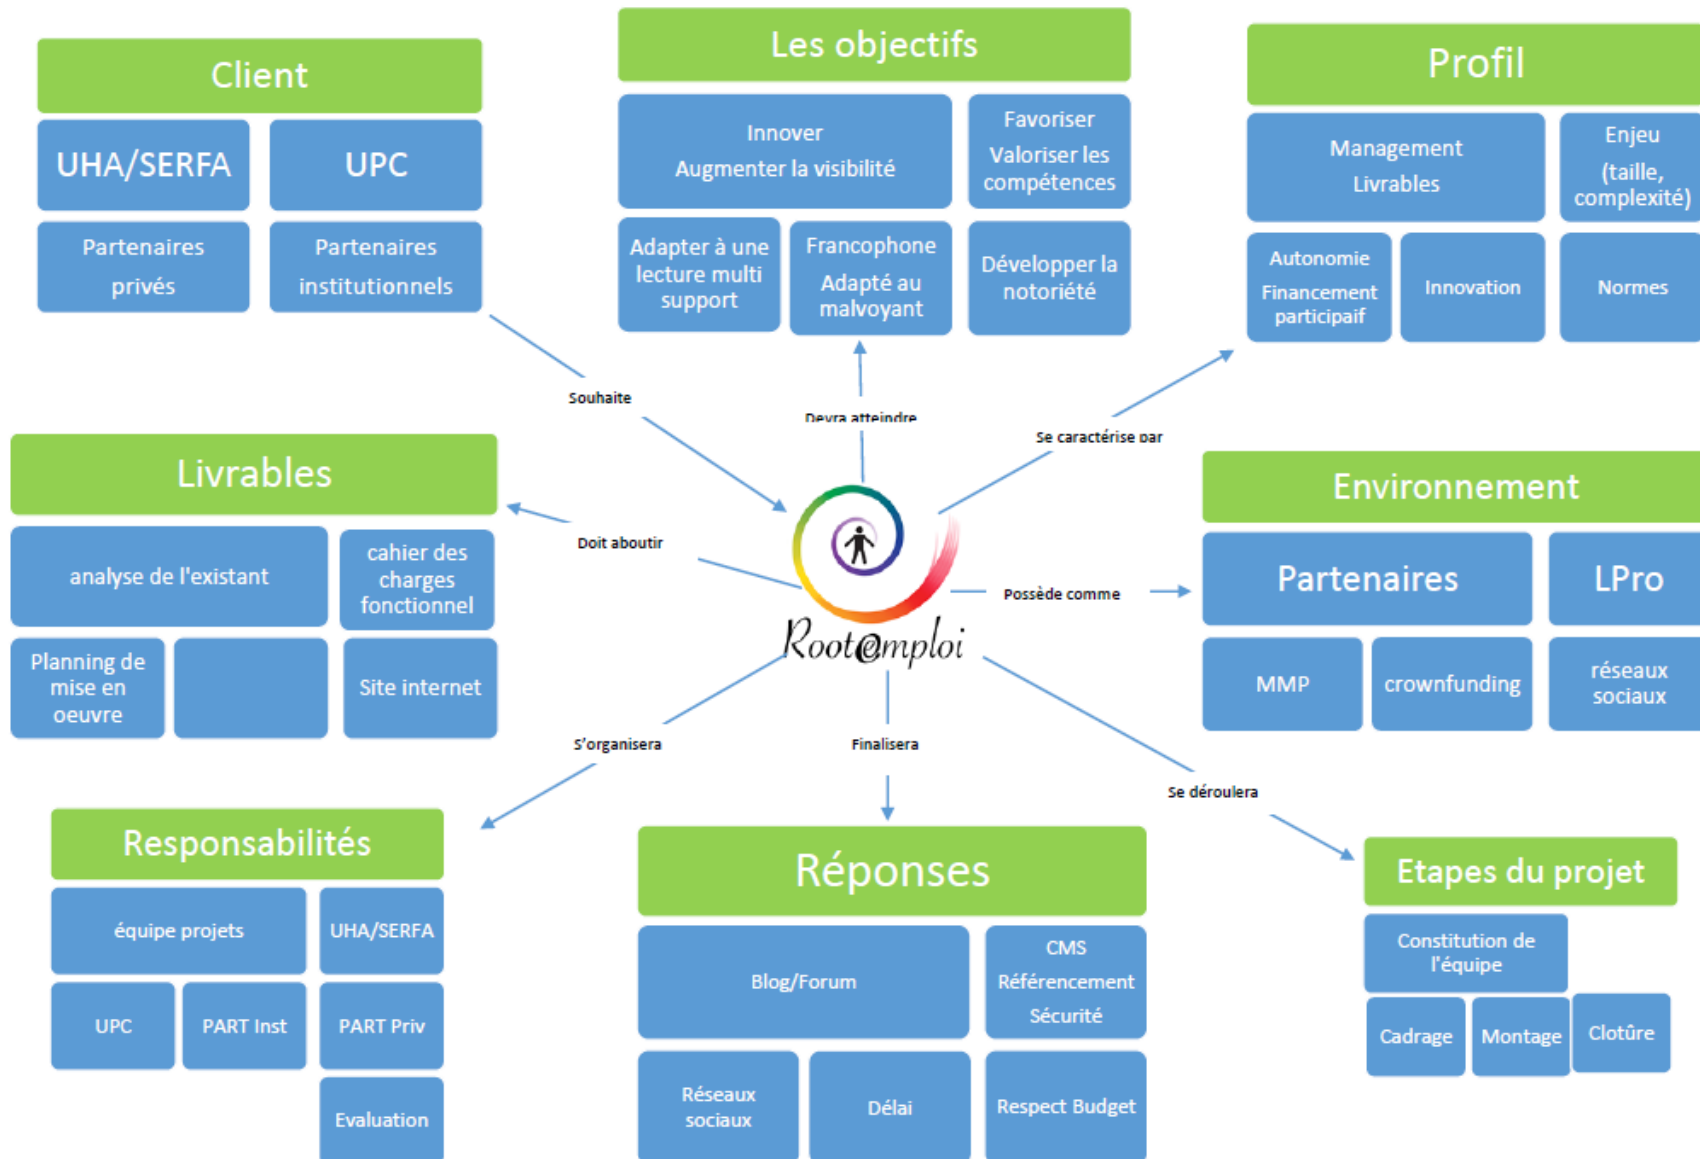 Client
UHA/SERFA
UPC
Partenaires
privés
Partenaires
institutionnels
Les objectifs
Innover
Augmenter la visibilité
Favoriser
Valoriser les
compétences
Adapter à une
lecture multi
support
Francophone
Adapté au
malvoyant
Développer la
notoriété
Profil
Management
Livrables
Enjeu
(taille,
complexité)
Autonomie
Financement
participaif
Innovation
Normes
Souhaite
Devra atteindre
Se caractérise par
Livrables
analyse de l'existant
cahier des
charges
fonctionnel
Planning de
mise en
oeuvre
Site internet
Doit aboutir
Root@mploi
Possède comme
Environnement
Partenaires
LPro
MMP
crownfunding
réseaux
sociaux
S'organisera
Finalisera
Se déroulera
Responsabilités
équipe projets
UHA/SERFA
UPC
PART Inst
PART Priv
Evaluation
Réponses
Blog/Forum
CMS
Référencement
Sécurité
Réseaux
sociaux
Délai
Respect Budget
Etapes du projet
Constitution de
l'équipe
Cadrage
Montage
Clotûre